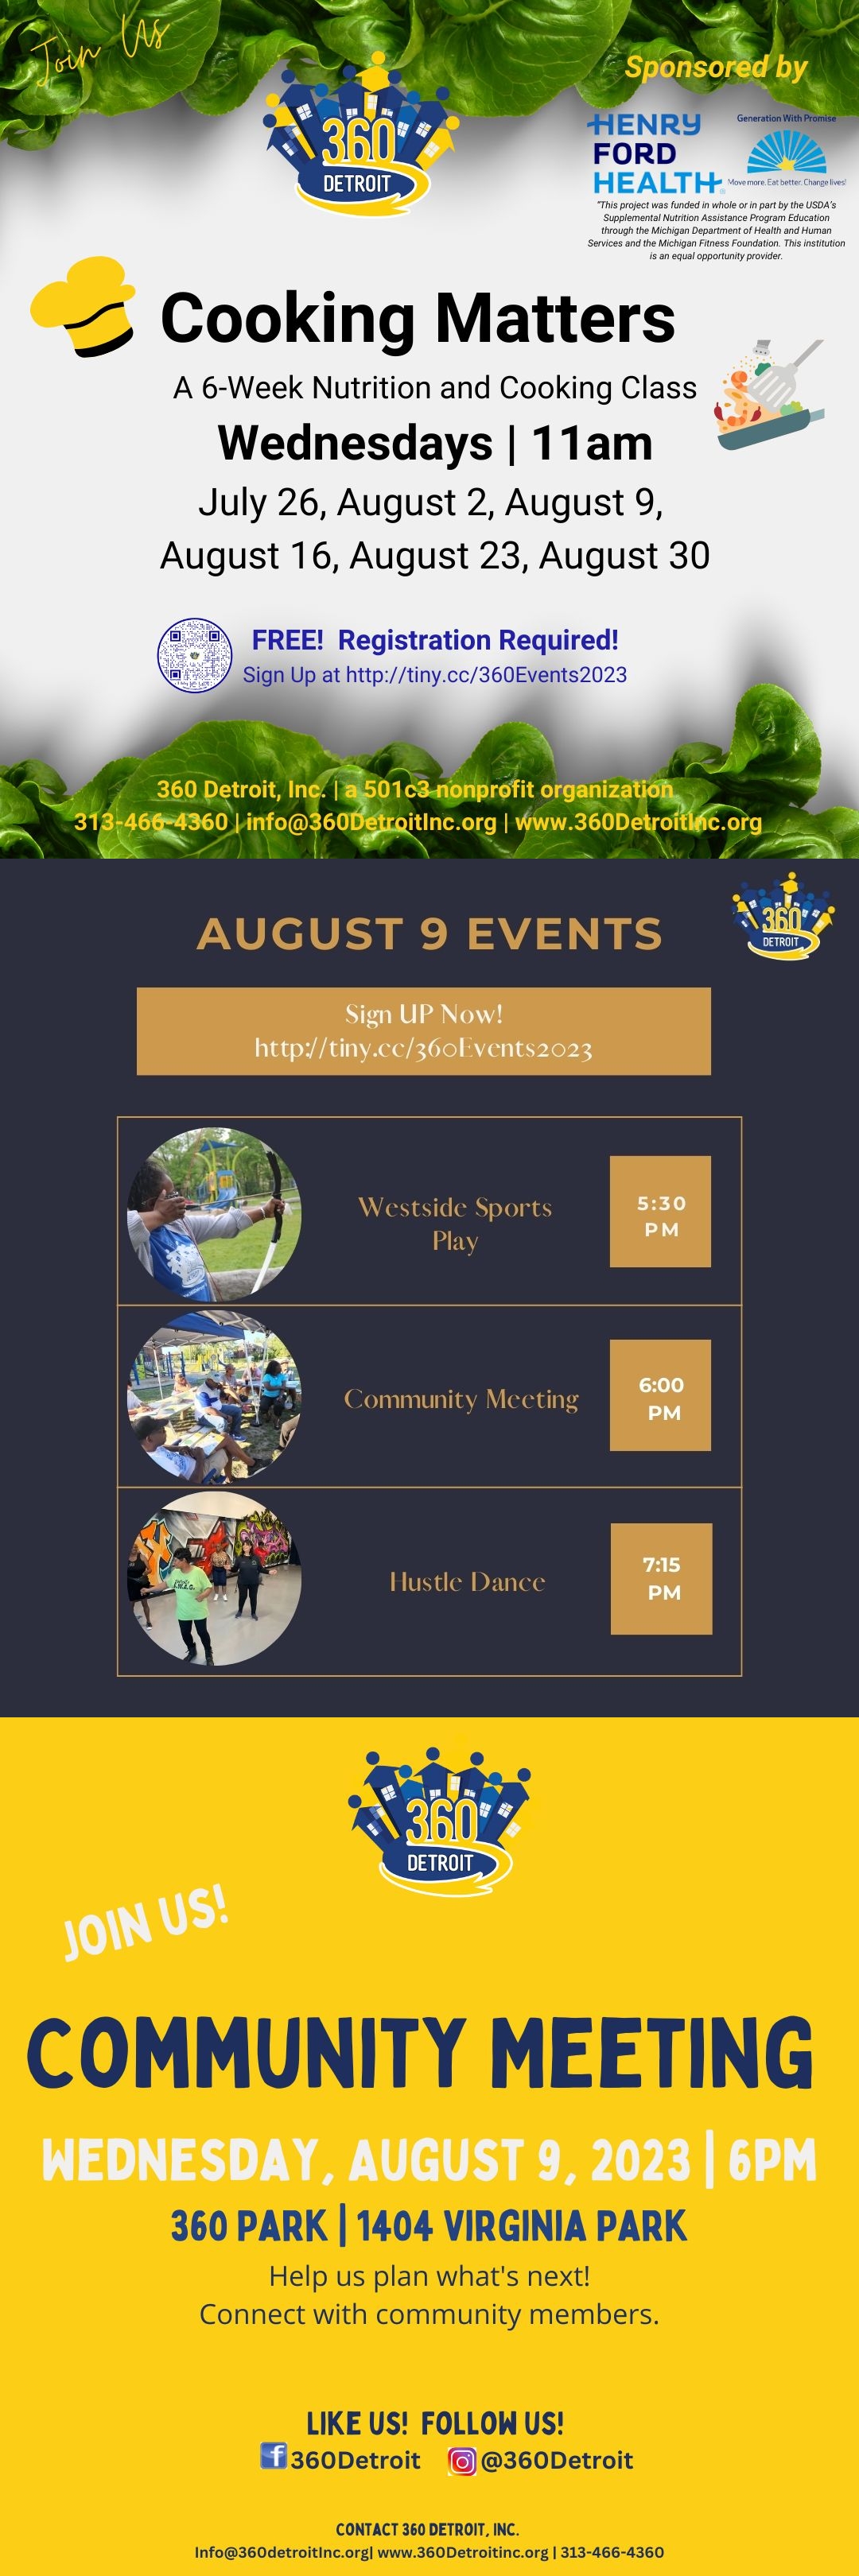 Join Us
Sponsored by
360
DETROIT
HENRY
FORD
HEALTH
Generation With Promise
Move more. Eat better. Change lives!
"This project was funded in whole or in part by the USDA's
Supplemental Nutrition Assistance Program Education
through the Michigan Department of Health and Human
Services and the Michigan Fitness Foundation. This institution
is an equal opportunity provider.
Cooking Matters
A 6-Week Nutrition and Cooking Class
Wednesdays | 11am
July 26, August 2, August 9,
August 16, August 23, August 30
FREE!  Registration Required!
Sign Up at http://tiny.cc/360Events2023
360 Detroit, Inc. | a 501c3 nonprofit organization
313-466-4360 | info@360DetroitInc.org | www.360DetroitInc.org
AUGUST 9 EVENTS
360
DETROIT
Sign UP Now!
http://tiny.cc/360Events2023
Westside Sports
Play
5:30
PM
Community Meeting
6:00
PM
Hustle Dance
7:15
PM
360
DETROIT
JOIN US!
COMMUNITY MEETING
WEDNESDAY, AUGUST 9, 2023 | 6PM
360 PARK | 1404 VIRGINIA PARK
Help us plan what's next!
Connect with community members.
LIKE US!  FOLLOW US!
360Detroit @360Detroit
CONTACT 360 DETROIT, INC.
Info@360detroitInc.org| www.360Detroitinc.org | 313-466-4360